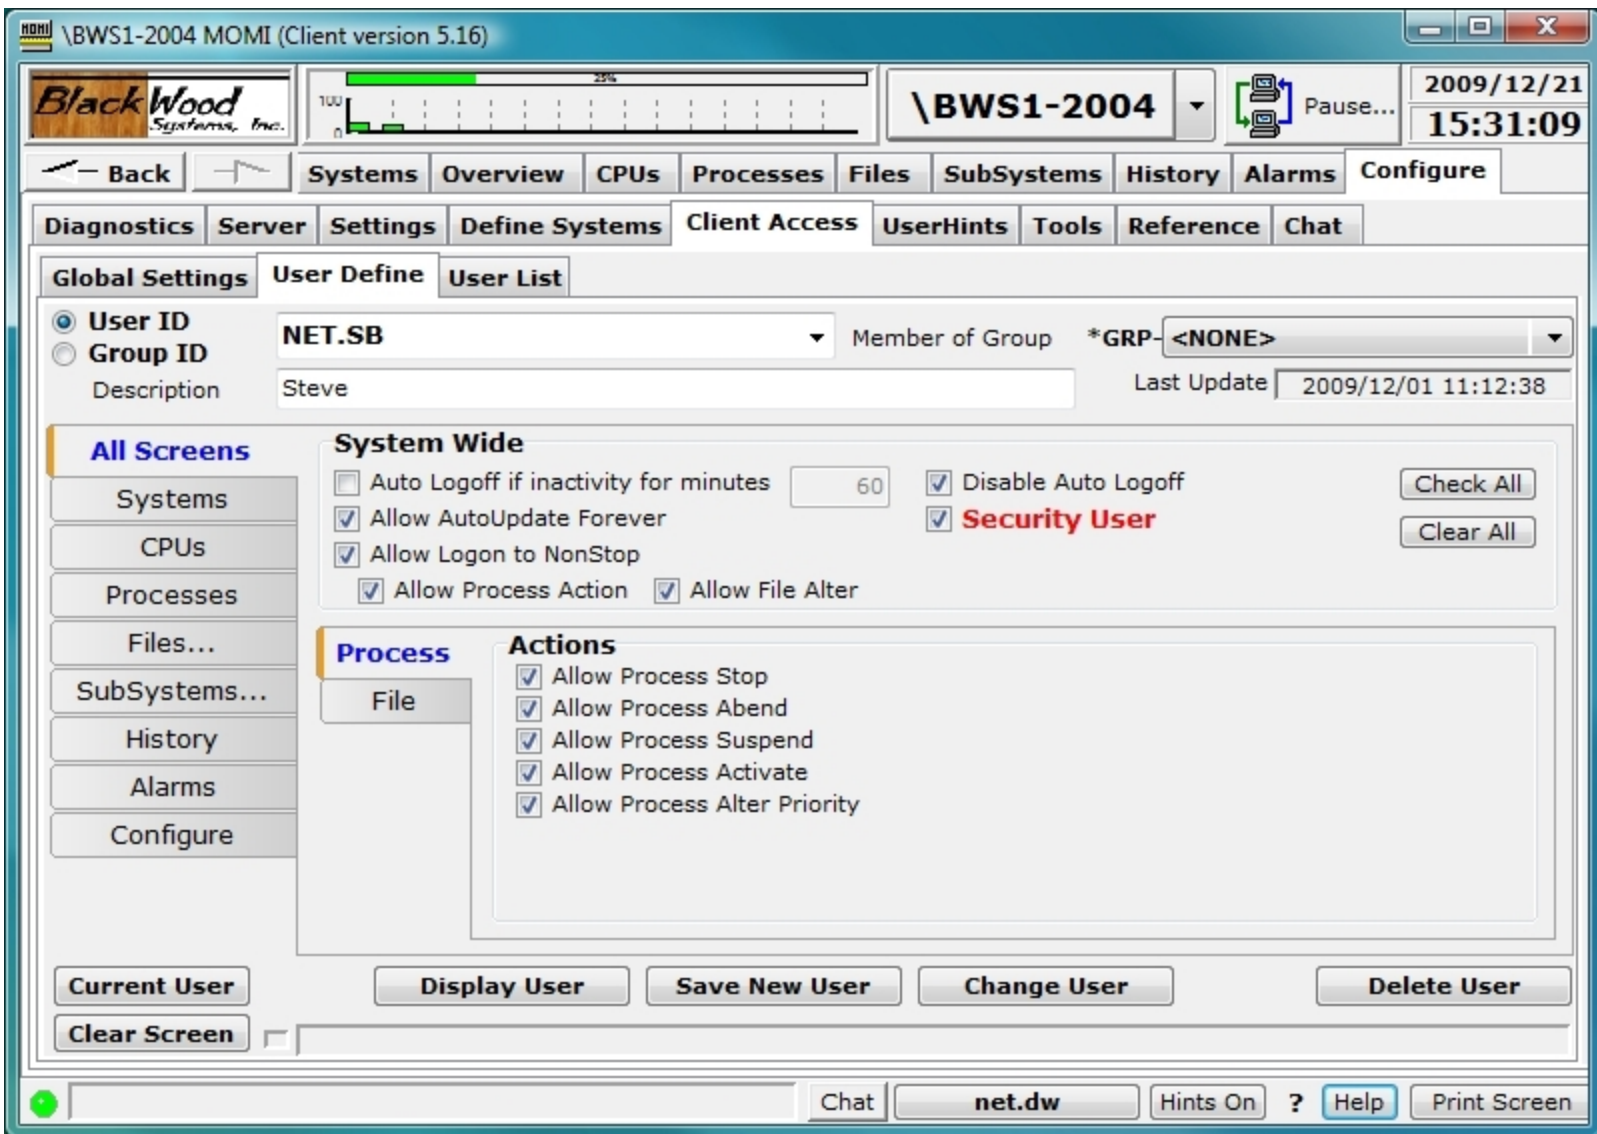 MOMI \BWS1-2004 MOMI (Client version 5.16)
BlackWood
Systems, Inc.
25%
100
0
\BWS1-2004
Pause...
2009/12/21
15:31:09
Back Systems Overview CPUs Processes Files SubSystems History Alarms Configure
Diagnostics Server Settings Define Systems Client Access UserHints Tools Reference Chat
Global Settings User Define User List
User ID
Group ID
NET.SB
Member of Group *GRP- <NONE>
Description Steve
Last Update 2009/12/01 11:12:38
All Screens
Systems
CPUs
Processes
Files...
SubSystems...
History
Alarms
Configure
System Wide
Auto Logoff if inactivity for minutes 60 Disable Auto Logoff Check All
Allow AutoUpdate Forever Security User Clear All
Allow Logon to NonStop
Allow Process Action Allow File Alter
Process
File
Actions
Allow Process Stop
Allow Process Abend
Allow Process Suspend
Allow Process Activate
Allow Process Alter Priority
Current User Display User Save New User Change User Delete User
Clear Screen
Chat net.dw Hints On ? Help Print Screen